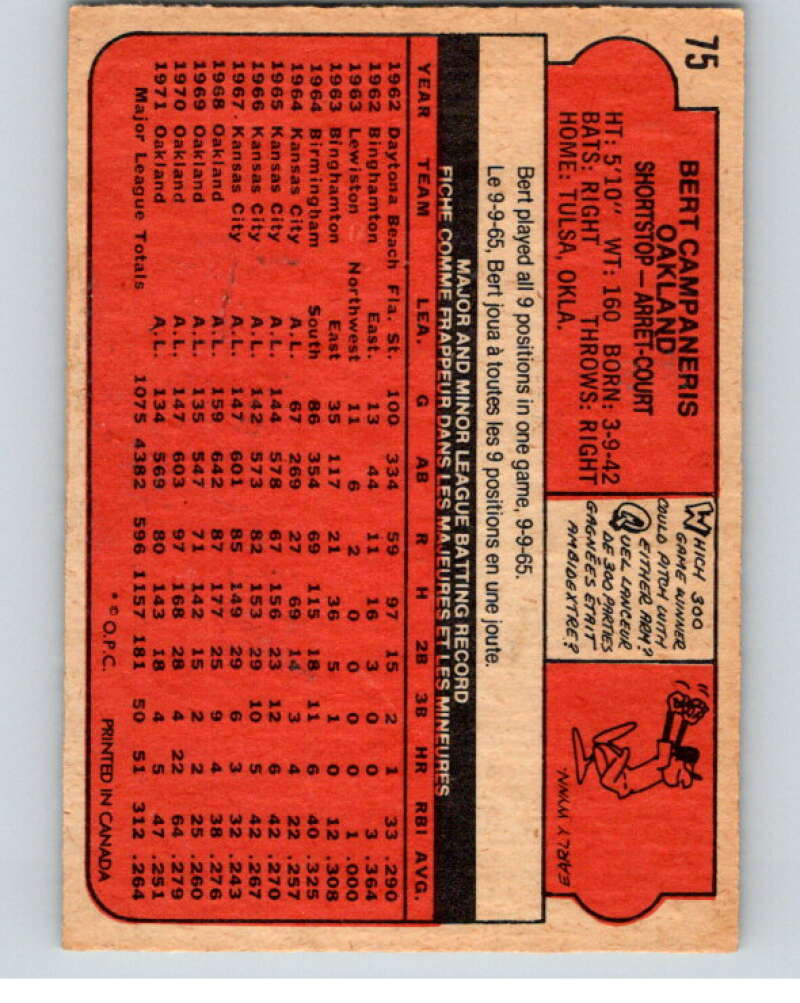 75
BERT CAMPANERIS
OAKLAND
SHORTSTOP — ARRET-COURT
HT: 5'10" WT: 160 BORN: 3-9-42
BATS: RIGHT THROWS: RIGHT
HOME: TULSA, OKLA.
WHICH 300
GAME WINNER
COULD PITCH WITH
EITHER ARM?
QUEL LANCEUR
DE 300 PARTIES
GAGNÉES ÉTAIT
AMBIDEXTRE?
EARLY WYNN.
Bert played all 9 positions in one game, 9-9-65.
Le 9-9-65, Bert joua à toutes les 9 positions en une joute.
MAJOR AND MINOR LEAGUE BATTING RECORD
FICHE COMME FRAPPEUR DANS LES MAJEURES ET LES MINEURES
YEAR TEAM LEA. G AB R H 2B 3B HR RBI AVG.
1962 Daytona Beach Fla. St. 100 334 59 97 15 2 1 33 .290
1962 Binghamton East. 13 44 11 16 3 0 0 3 .364
1963 Lewiston Northwest 11 6 2 0 0 0 0 1 .000
1963 Binghamton East 35 117 21 36 5 1 0 12 .308
1964 Birmingham South 86 354 69 115 18 11 6 40 .325
1964 Kansas City A.L. 67 269 27 69 14 3 4 22 .257
1965 Kansas City A.L. 144 578 67 156 23 12 6 42 .270
1966 Kansas City A.L. 142 573 82 153 29 10 5 42 .267
1967. Kansas City A.L. 147 601 85 149 29 6 3 32 .243
1968 Oakland A.L. 159 642 87 177 25 9 4 38 .276
1969 Oakland A.L. 135 547 71 142 15 2 2 25 .260
1970 Oakland A.L. 147 603 97 168 28 4 22 64 .279
1971 Oakland A.L. 134 569 80 143 18 4 5 47 .251
Major League Totals 1075 4382 596 1157 181 50 51 312 .264
* © O.P.C. PRINTED IN CANADA